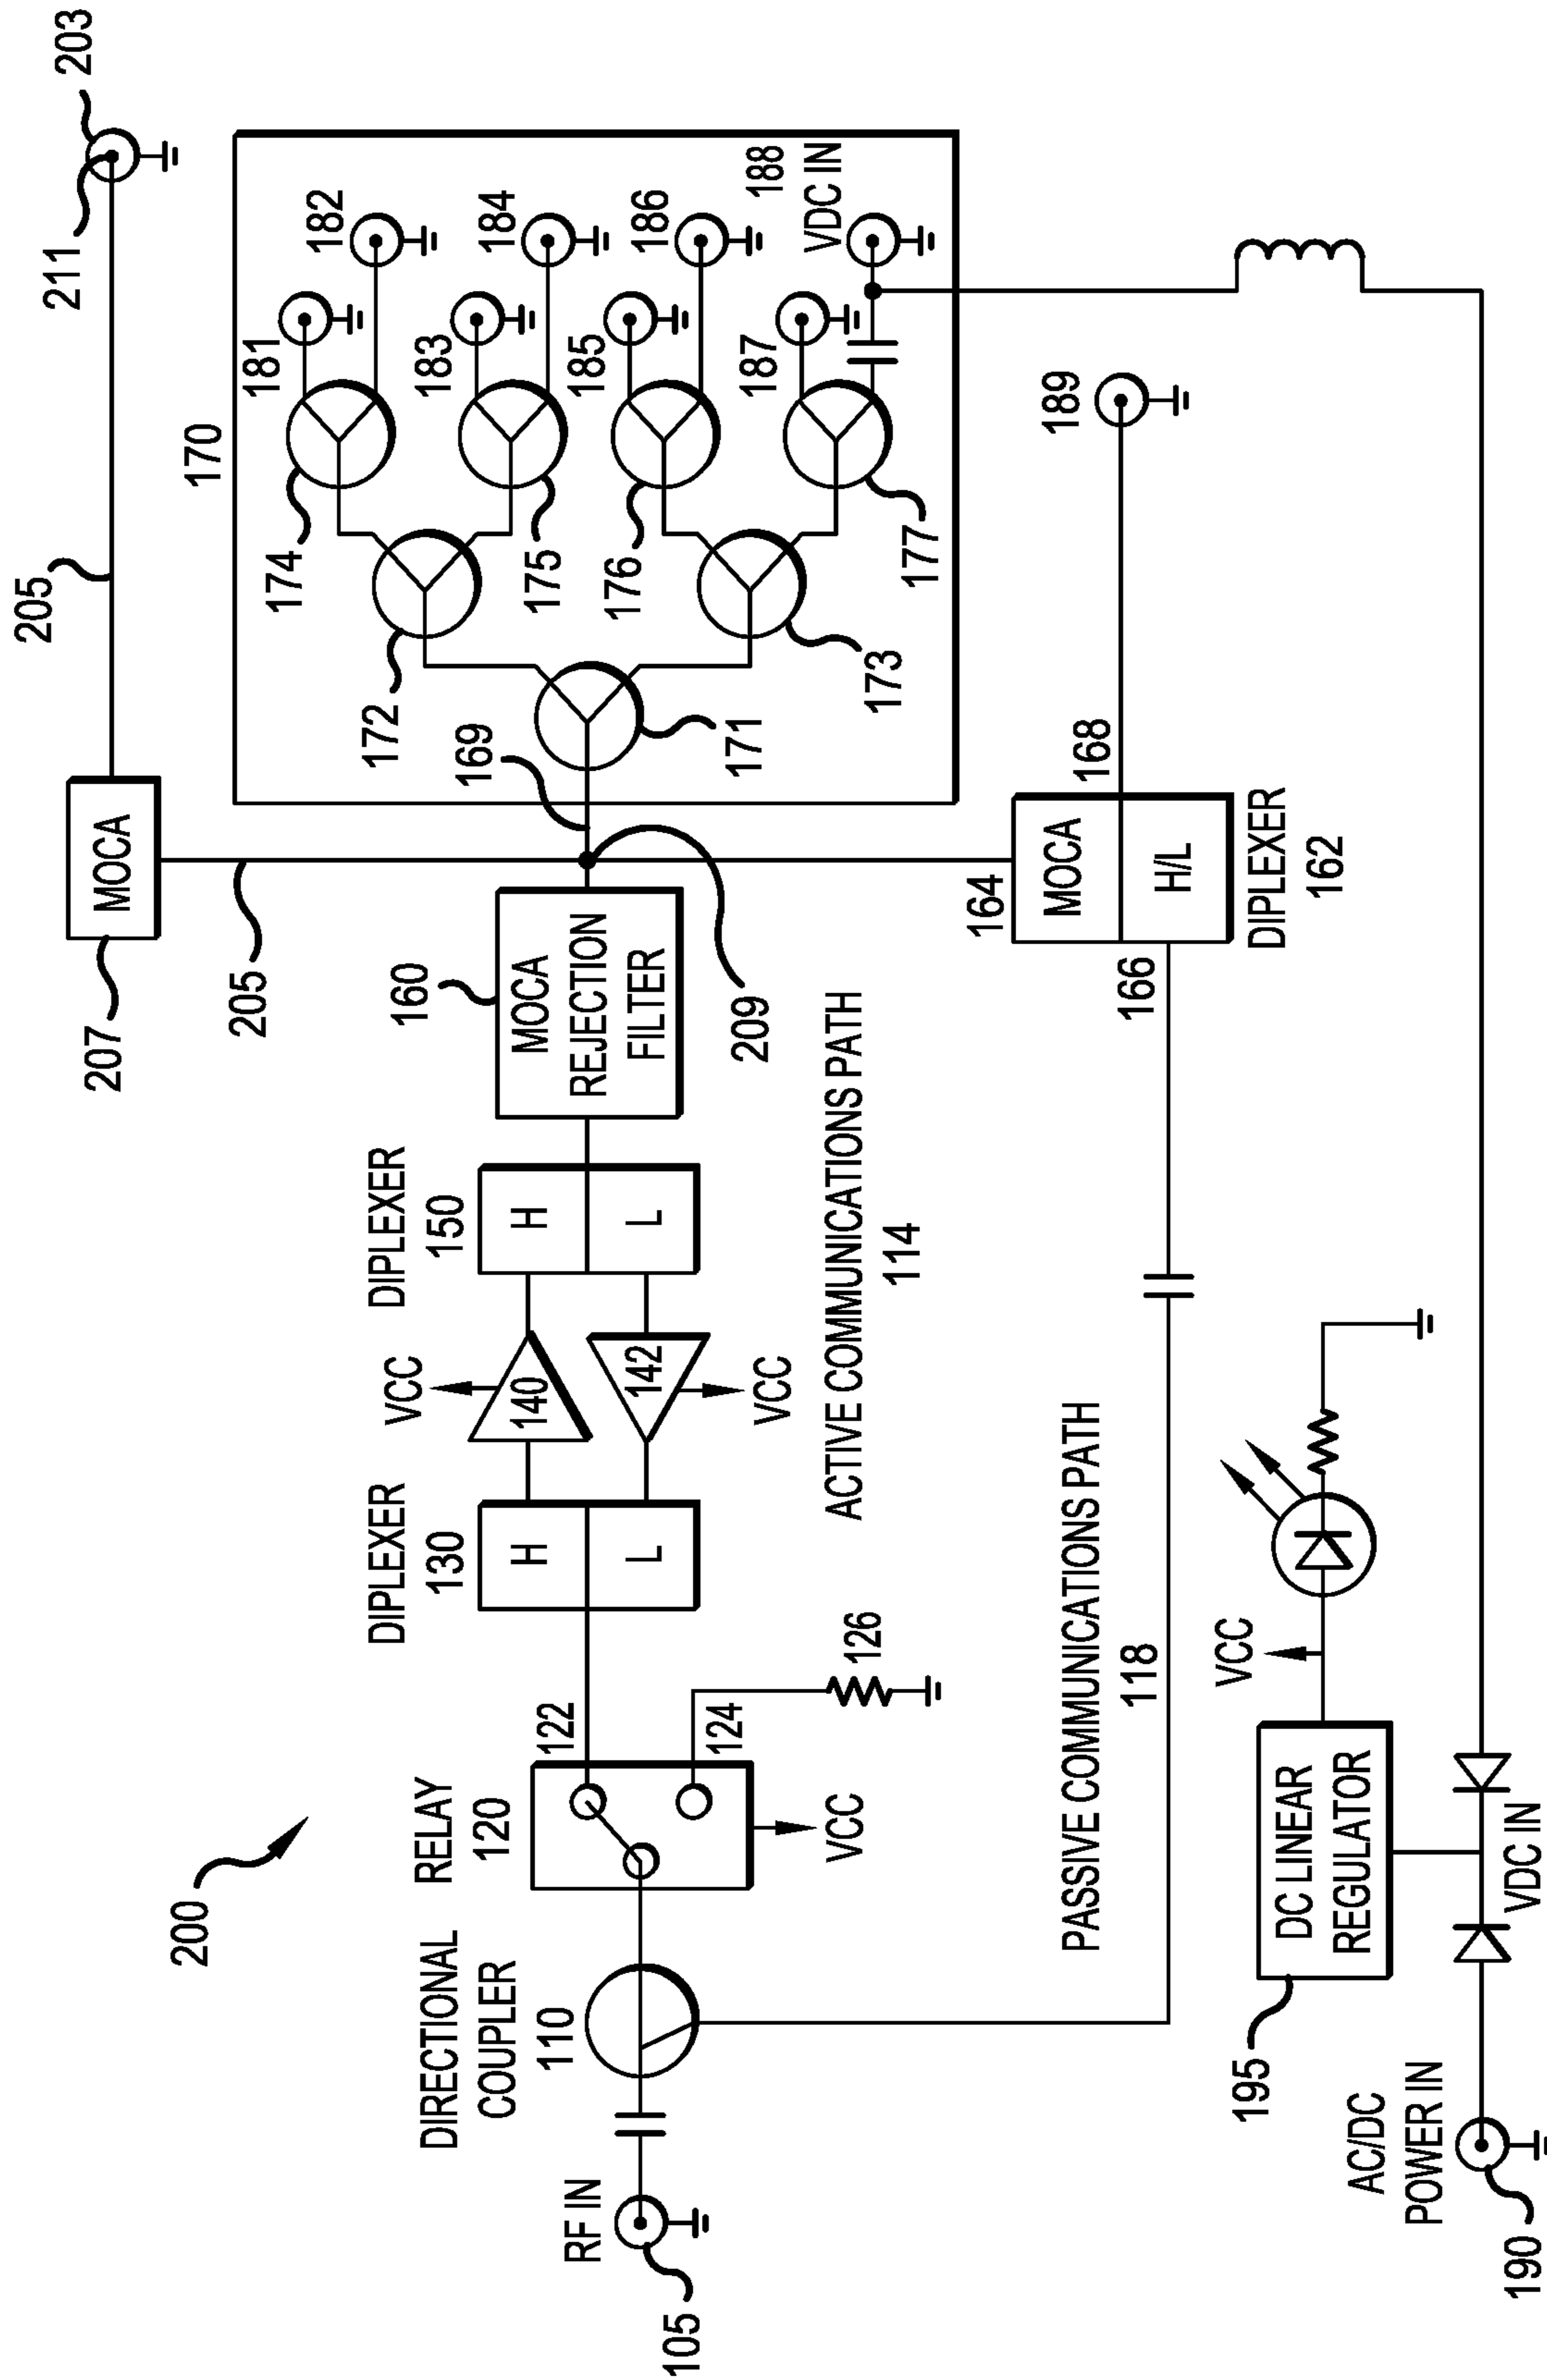 200
203
211
205
MOCA
207
205
170
181
182
183
184
185
186
187
188
VDC IN
174
175
176
177
172
173
169
171
RF IN
105
DIRECTIONAL
COUPLER
110
RELAY
120
VCC
122
124
126
DIPLEXER
130
H
L
VCC
140
142
VCC
DIPLEXER
150
H
L
160
MOCA
REJECTION
FILTER
209
ACTIVE COMMUNICATIONS PATH
114
164
MOCA
H/L
166
168
DIPLEXER
162
189
PASSIVE COMMUNICATIONS PATH
118
AC/DC
POWER IN
190
195
DC LINEAR
REGULATOR
VCC
VDC IN